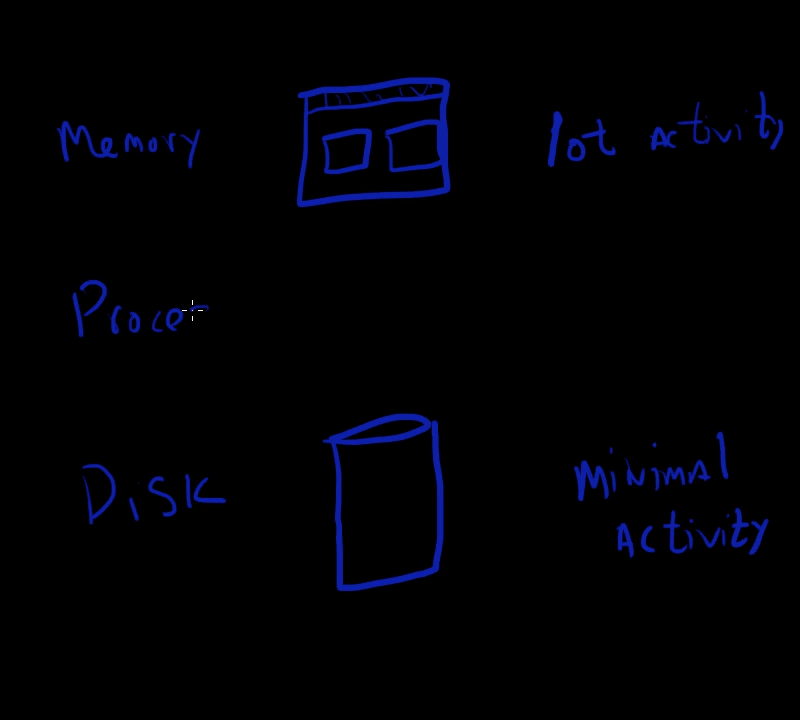 Memory
lot activity
Proce
Disk
Minimal
Activity